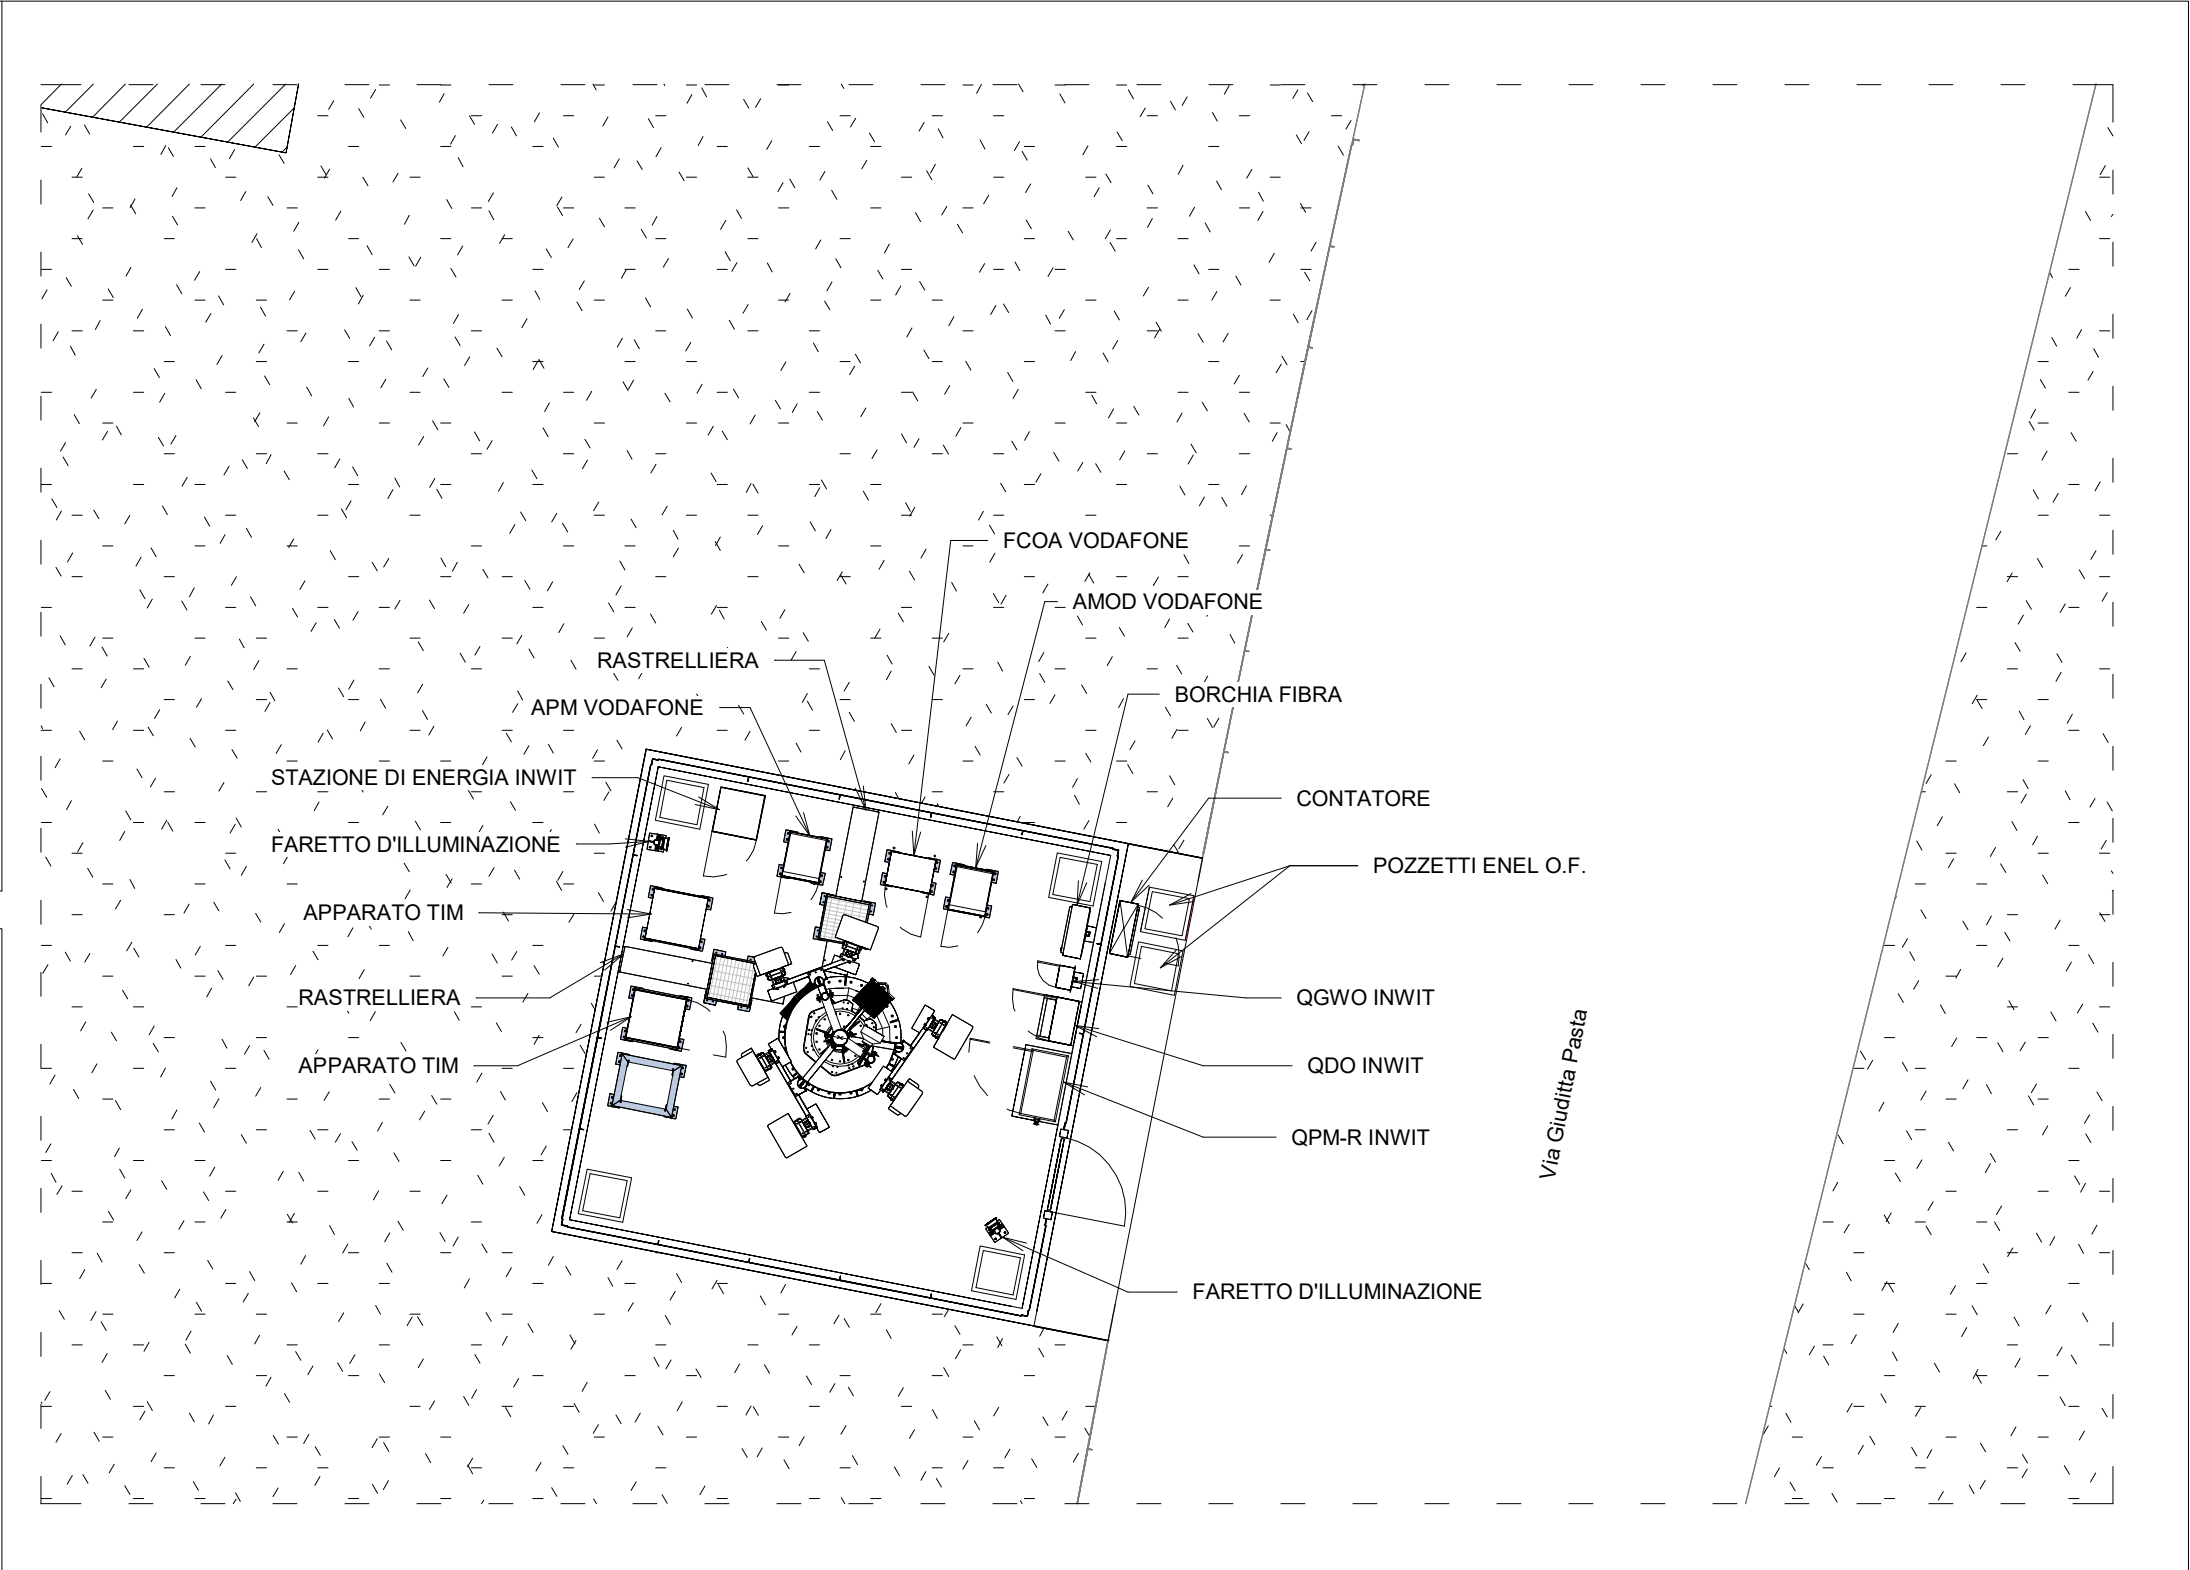 FCOA VODAFONE
AMOD VODAFONE
RASTRELLIERA
BORCHIA FIBRA
APM VODAFONE
STAZIONE DI ENERGIA INWIT
CONTATORE
FARETTO D'ILLUMINAZIONE
POZZETTI ENEL O.F.
APPARATO TIM
RASTRELLIERA
QGWO INWIT
APPARATO TIM
QDO INWIT
Via Giuditta Pasta
QPM-R INWIT
FARETTO D'ILLUMINAZIONE